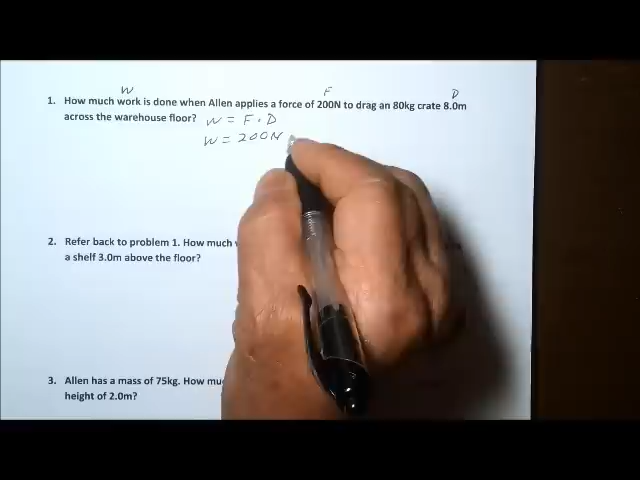 W F D
1. How much work is done when Allen applies a force of 200N to drag an 80kg crate 8.0m
across the warehouse floor? W = F · D
W = 200N
2. Refer back to problem 1. How much
a shelf 3.0m above the floor?
3. Allen has a mass of 75kg. How
height of 2.0m?